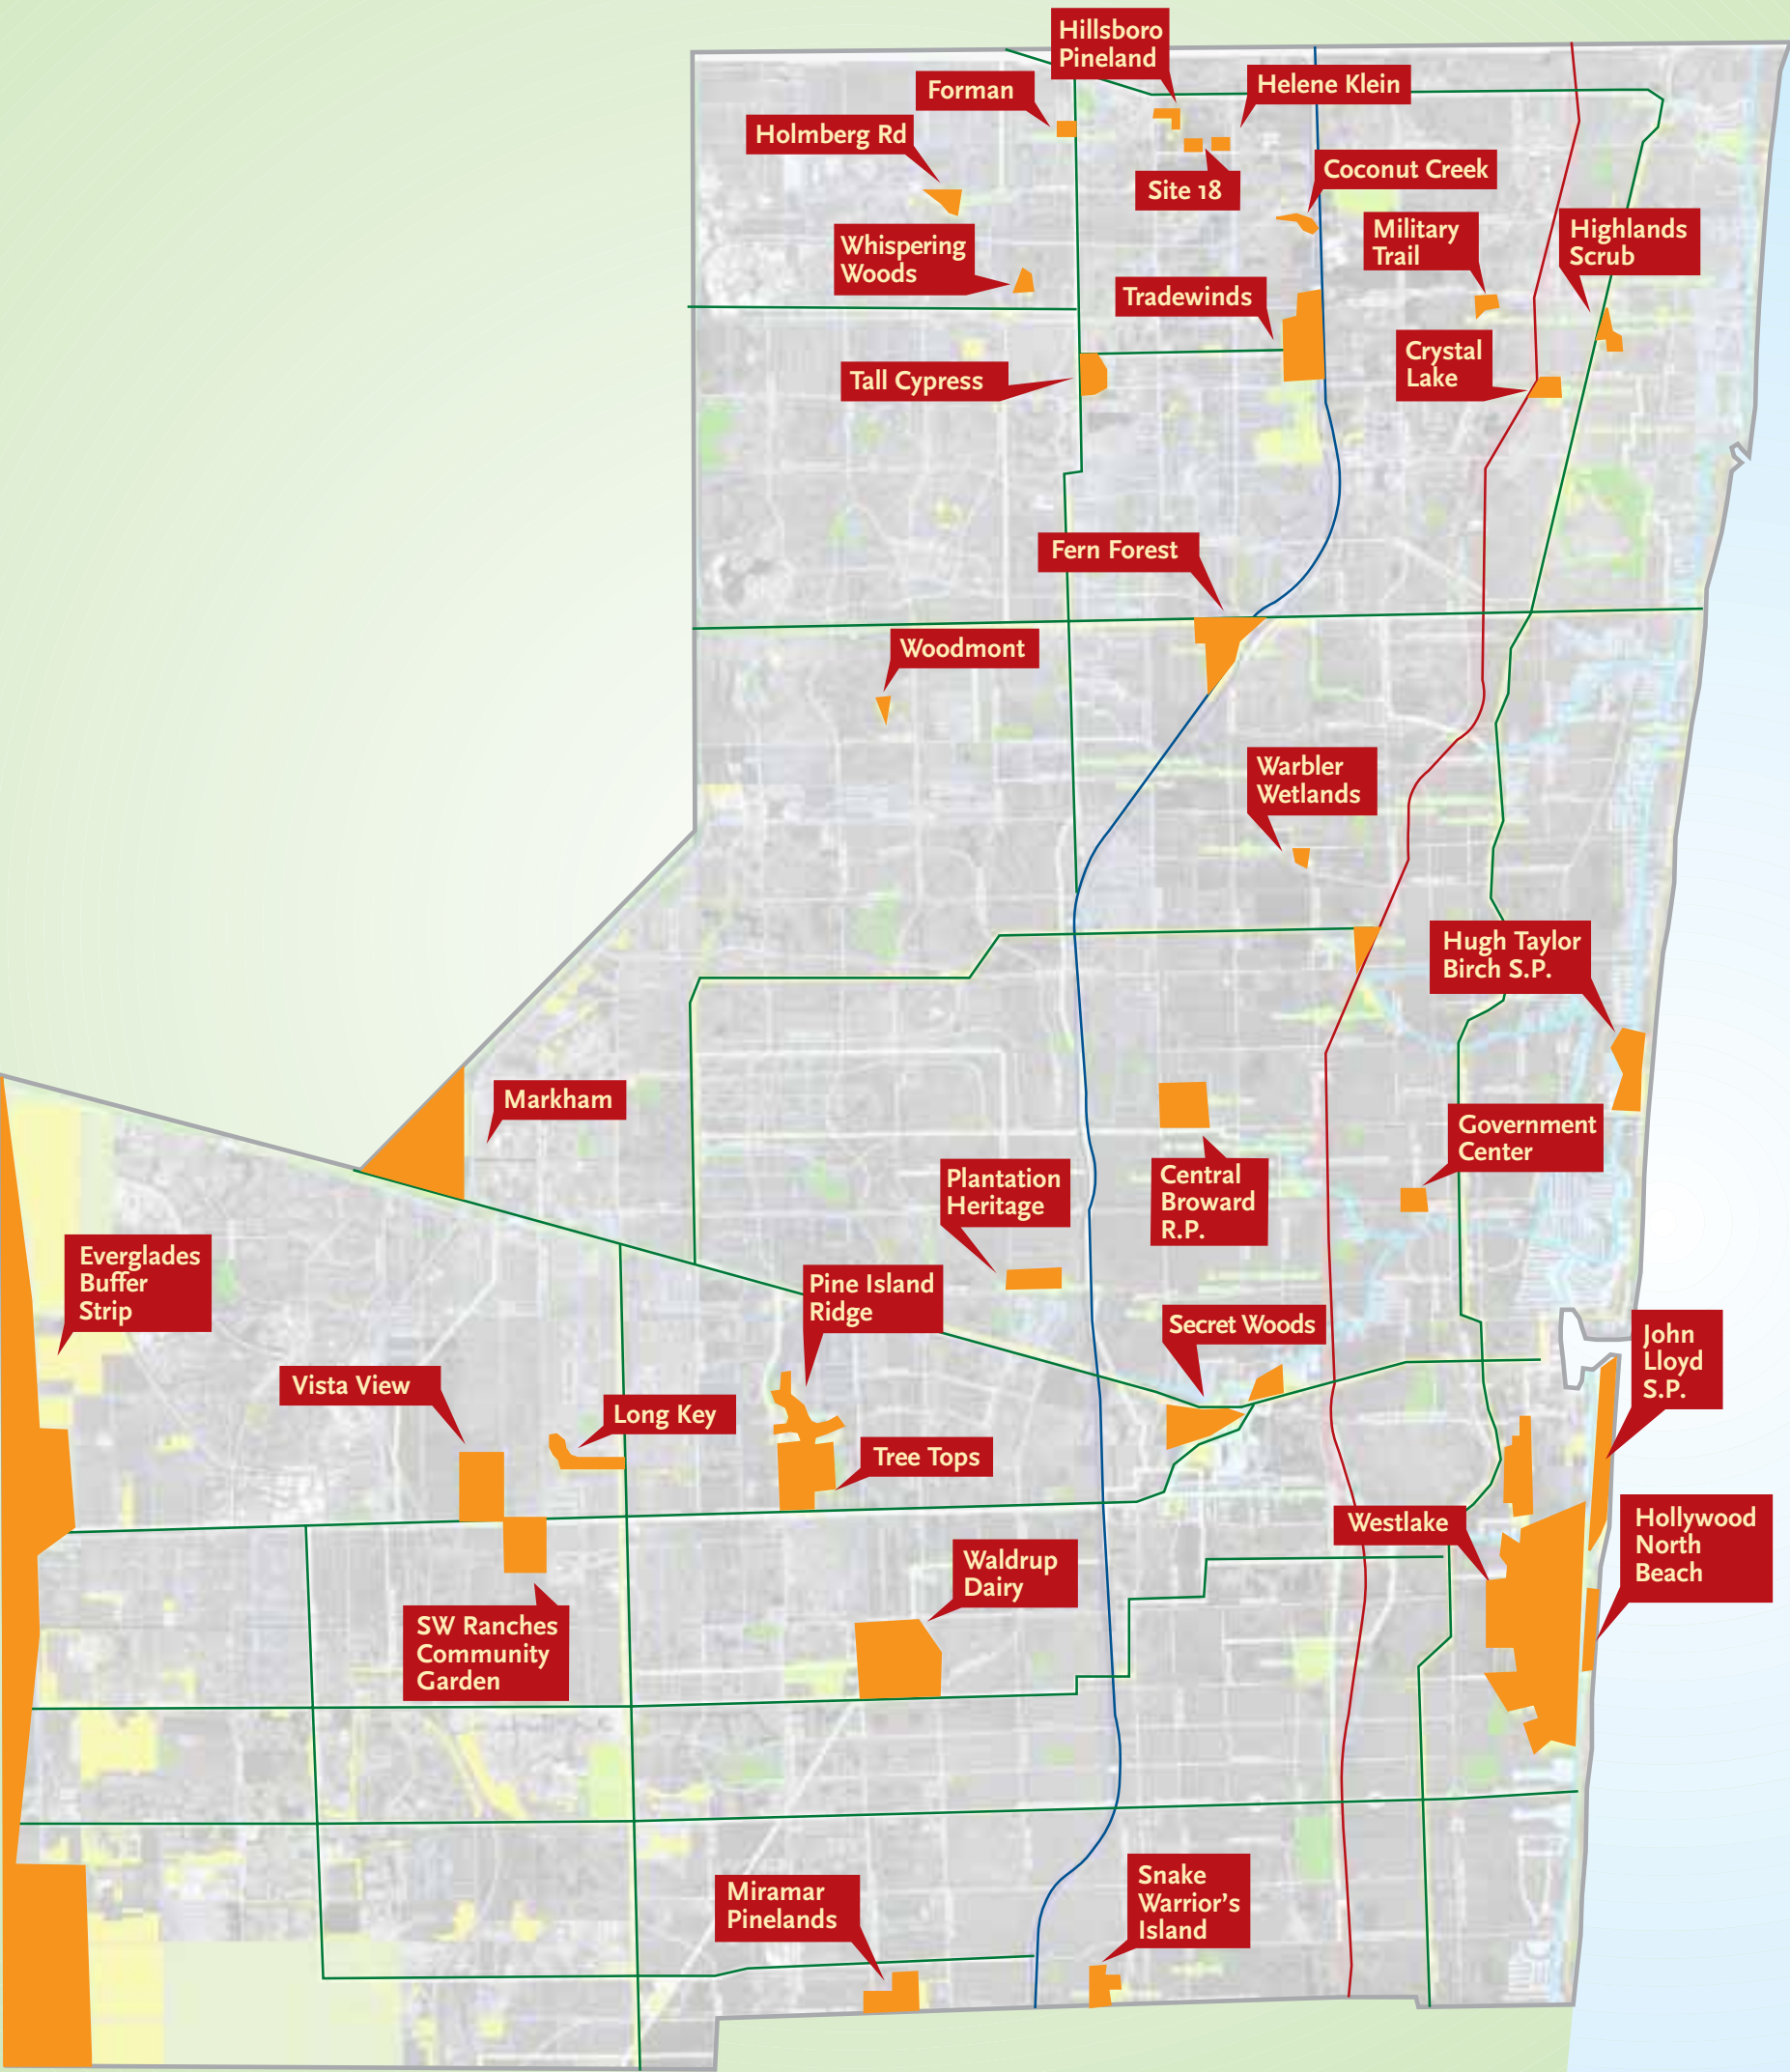 Hillsboro
Pineland
Forman
Helene Klein
Holmberg Rd
Site 18
Coconut Creek
Whispering
Woods
Military
Trail
Highlands
Scrub
Tradewinds
Tall Cypress
Crystal
Lake
Fern Forest
Woodmont
Warbler
Wetlands
Hugh Taylor
Birch S.P.
Markham
Government
Center
Plantation
Heritage
Central
Broward
R.P.
Everglades
Buffer
Strip
Pine Island
Ridge
Secret Woods
John
Lloyd
S.P.
Vista View
Long Key
Tree Tops
Westlake
Hollywood
North
Beach
Waldrup
Dairy
SW Ranches
Community
Garden
Miramar
Pinelands
Snake
Warrior's
Island